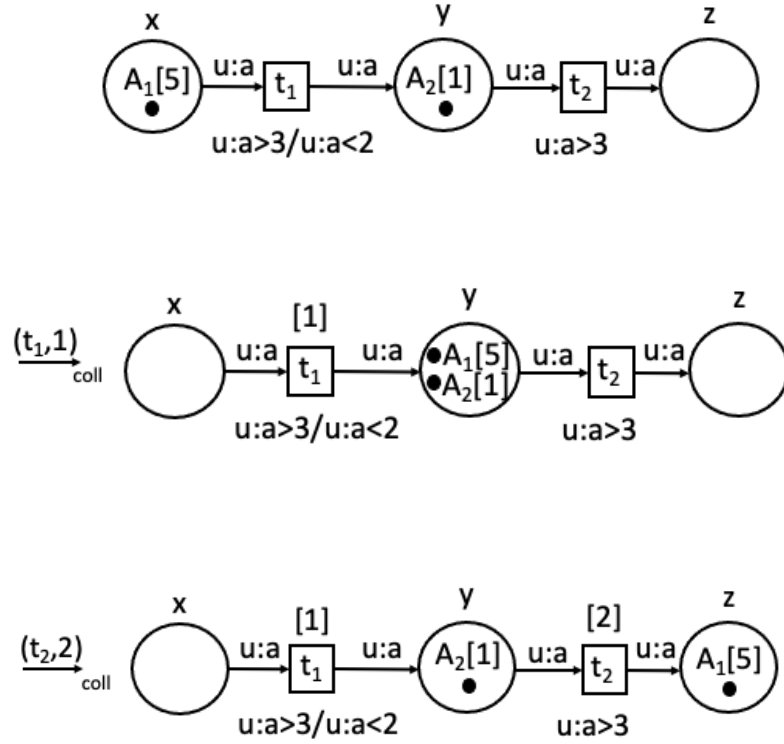 x y z
A₁[5] u:a t₁ u:a A₂[1] u:a t₂ u:a
u:a>3/u:a<2 u:a>3
x [1] y z
(t₁,1) coll u:a t₁ u:a A₁[5] u:a t₂ u:a
A₂[1]
u:a>3/u:a<2 u:a>3
x [1] y [2] z
(t₂,2) coll u:a t₁ u:a A₂[1] u:a t₂ u:a A₁[5]
u:a>3/u:a<2 u:a>3